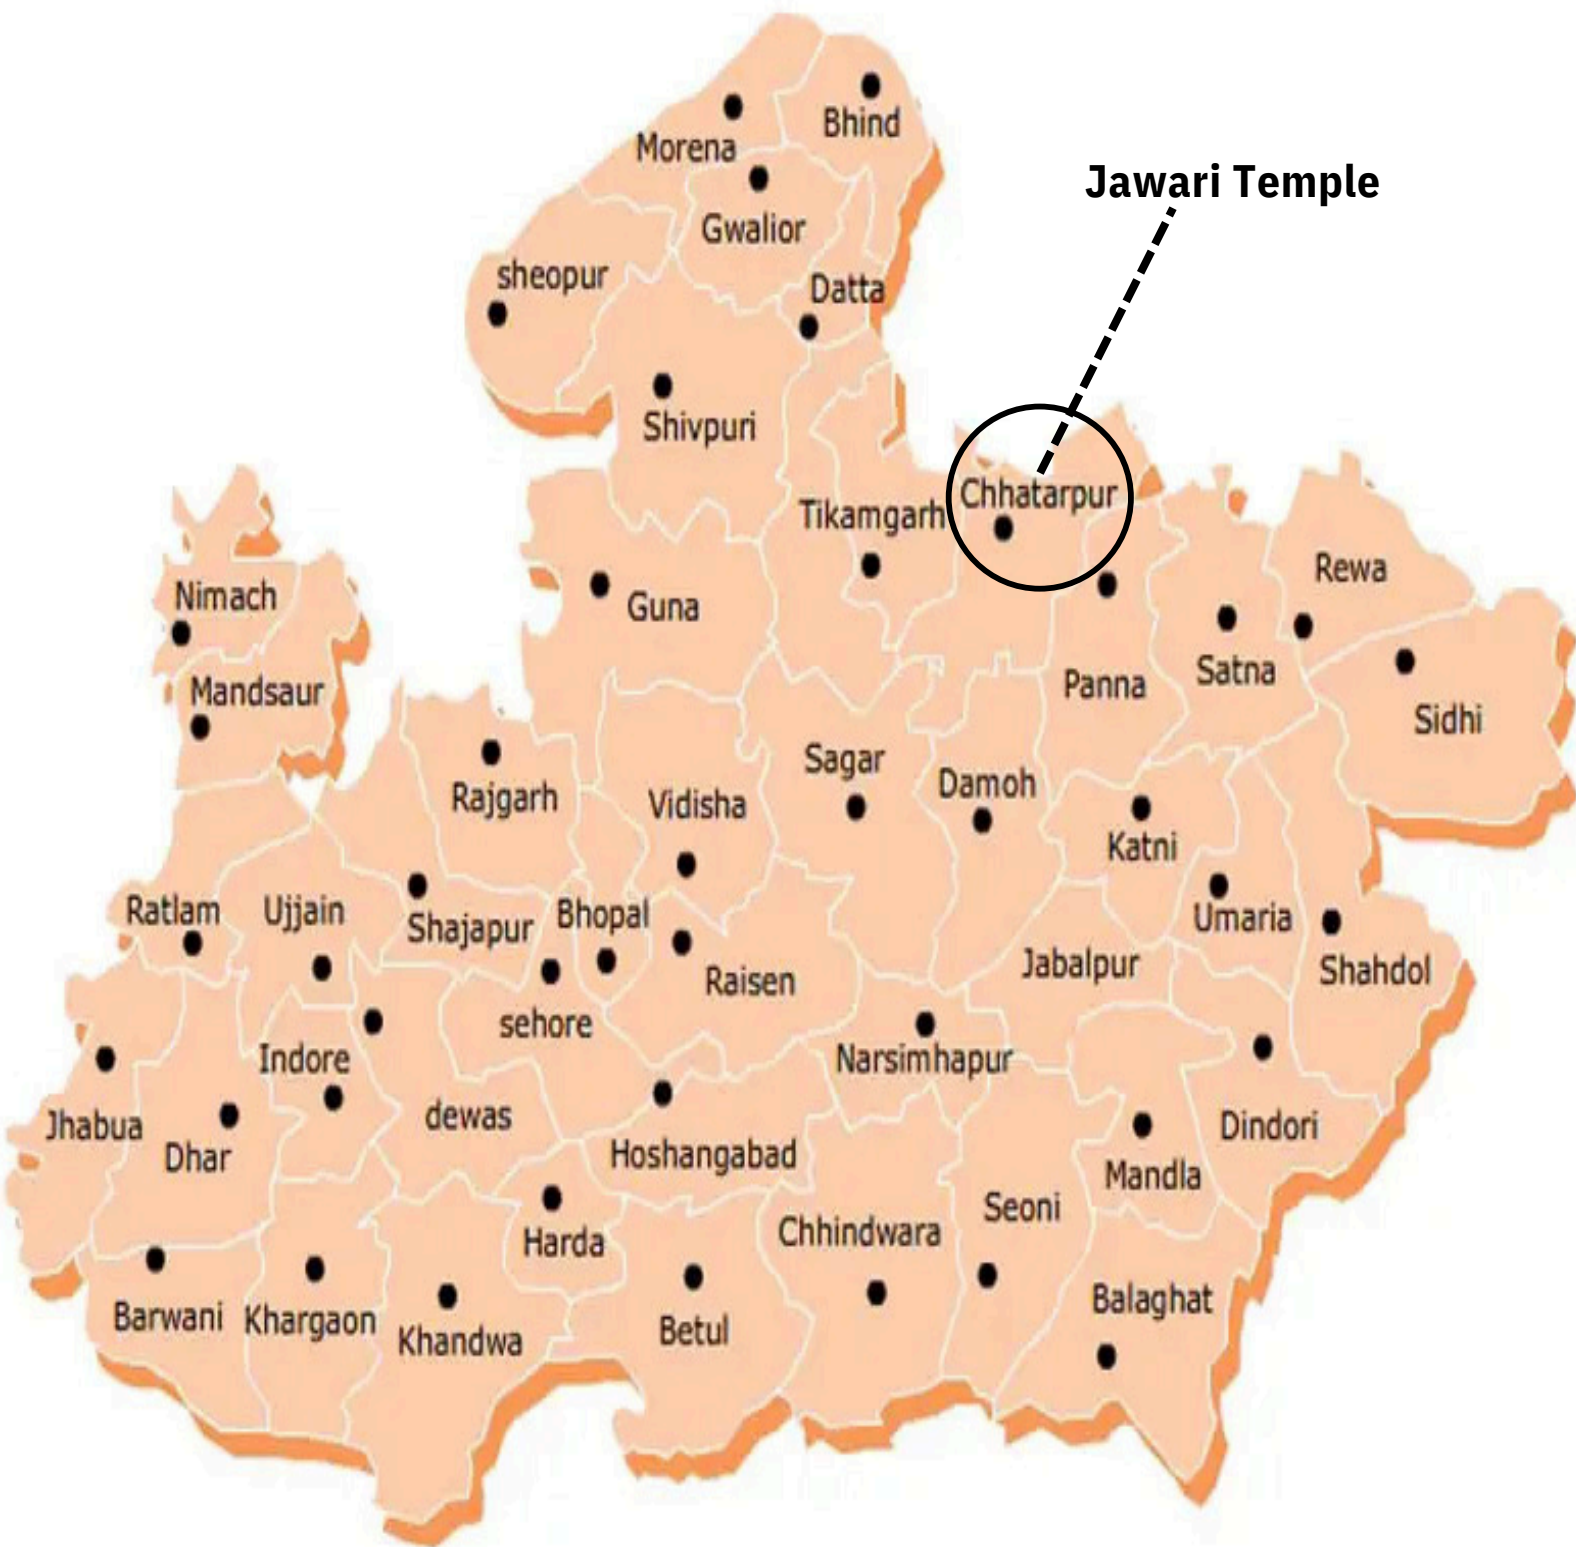 Bhind
Morena
Jawari Temple
Gwalior
sheopur
Datta
Shivpuri
Chhatarpur
Tikamgarh
Rewa
Nimach
Guna
Satna
Panna
Mandsaur
Sidhi
Sagar
Damoh
Rajgarh
Vidisha
Katni
Ratlam
Ujjain
Bhopal
Shajapur
Umaria
Jabalpur
Shahdol
Raisen
sehore
Indore
Narsimhapur
dewas
Jhabua
Dindori
Dhar
Hoshangabad
Mandla
Seoni
Chhindwara
Harda
Balaghat
Barwani
Khargaon
Khandwa
Betul